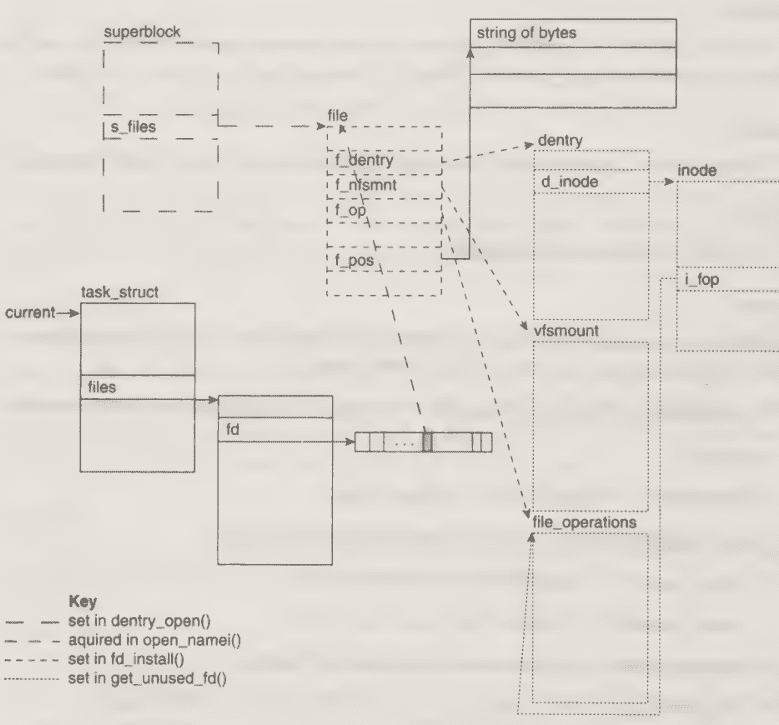 superblock
string of bytes
s_files
file
f_dentry
dentry
f_nfsmnt
d_inode
inode
f_op
f_pos
i_fop
task_struct
current
vfsmount
files
fd
...
file_operations
Key
set in dentry_open()
aquired in open_namei()
set in fd_install()
set in get_unused_fd()